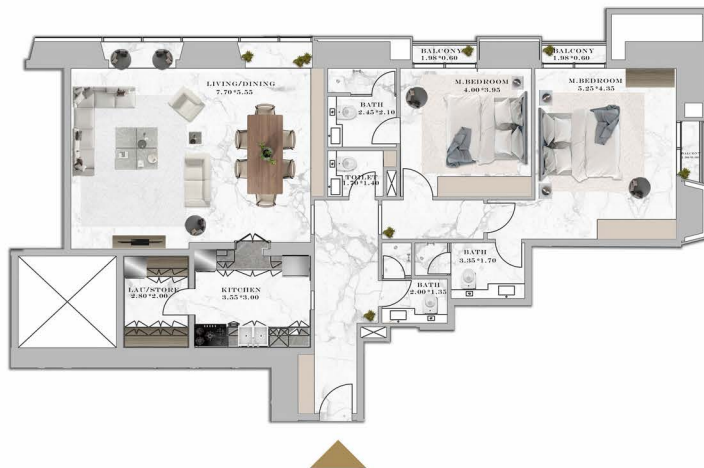 BALCONY
1.98*0.60
BALCONY
1.98*0.60
LIVING/DINING
7.70*5.55
M.BEDROOM
4.00*3.95
M.BEDROOM
5.25*4.35
BATH
2.45*2.10
BALCONY
TOILET
1.70*1.40
BATH
3.35*1.70
LAU/STORE
2.80*2.00
KITCHEN
3.55*3.00
BATH
2.00*1.35